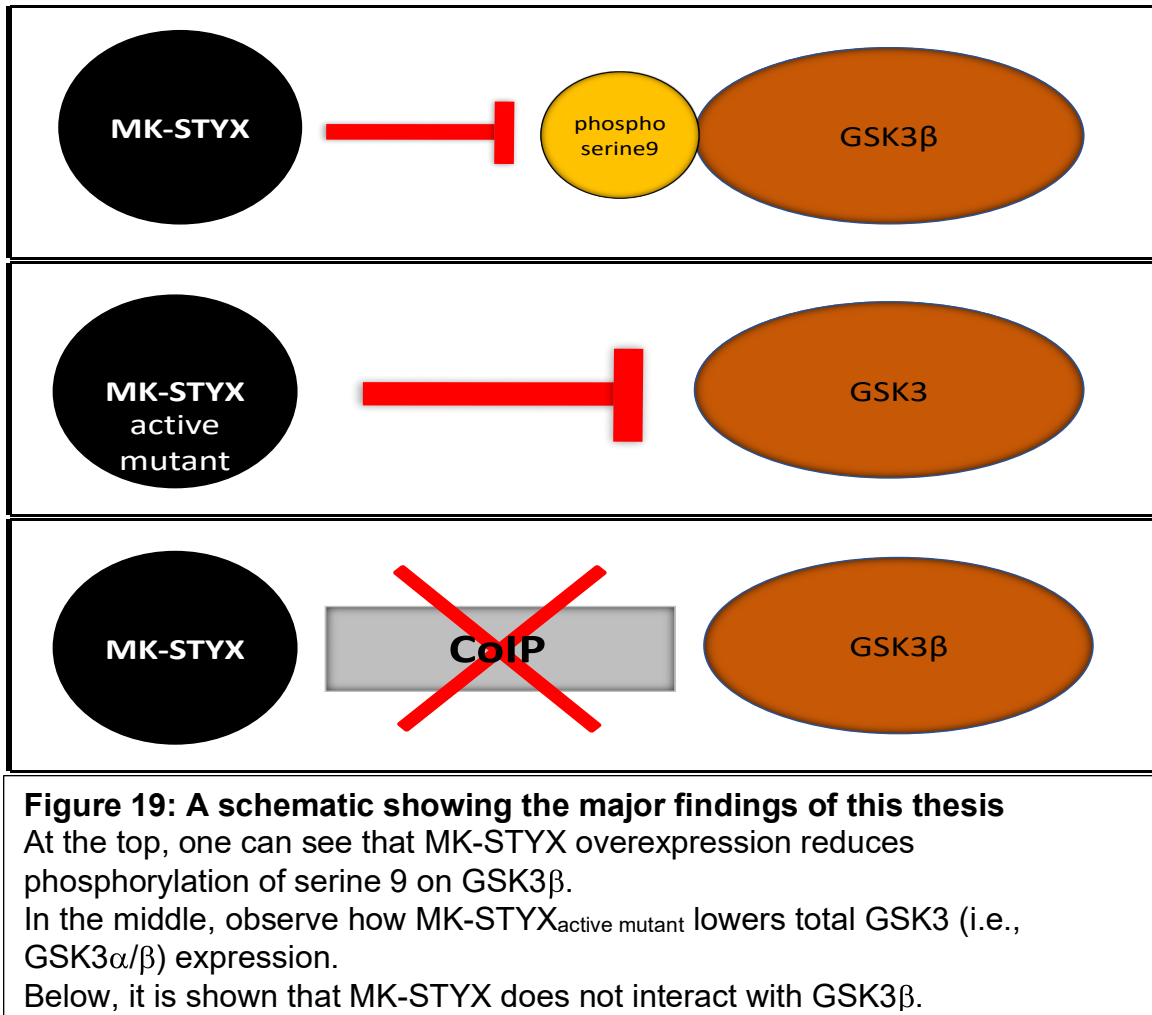 MK-STYX
phospho
serine9
GSK3β
MK-STYX
active
mutant
GSK3
MK-STYX
CoIP
GSK3β
Figure 19: A schematic showing the major findings of this thesis
At the top, one can see that MK-STYX overexpression reduces
phosphorylation of serine 9 on GSK3β.
In the middle, observe how MK-STYXactive mutant lowers total GSK3 (i.e.,
GSK3α/β) expression.
Below, it is shown that MK-STYX does not interact with GSK3β.